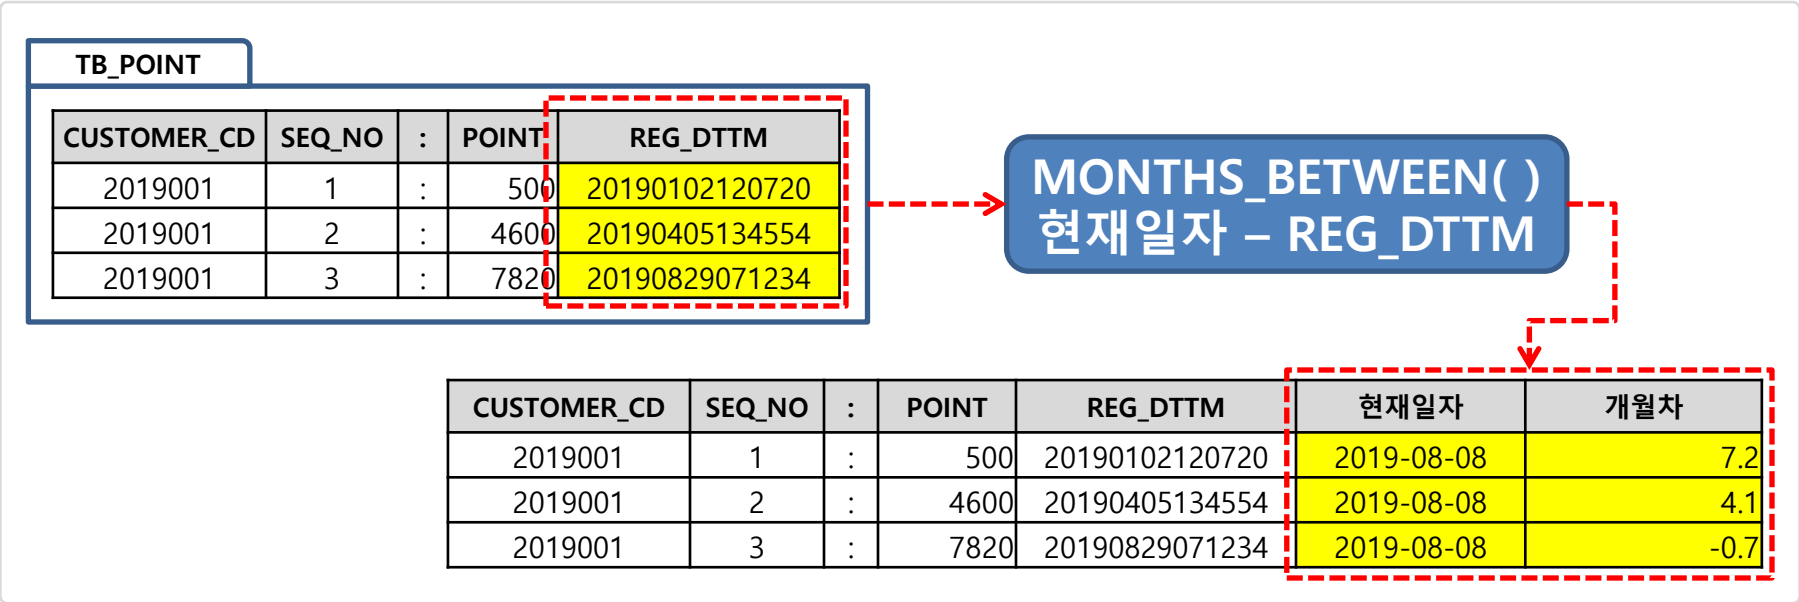 TB_POINT
CUSTOMER_CD SEQ_NO : POINT REG_DTTM
2019001 1 : 500 20190102120720
2019001 2 : 4600 20190405134554
2019001 3 : 7820 20190829071234
MONTHS_BETWEEN( )
현재일자 – REG_DTTM
CUSTOMER_CD SEQ_NO : POINT REG_DTTM 현재일자 개월차
2019001 1 : 500 20190102120720 2019-08-08 7.2
2019001 2 : 4600 20190405134554 2019-08-08 4.1
2019001 3 : 7820 20190829071234 2019-08-08 -0.7